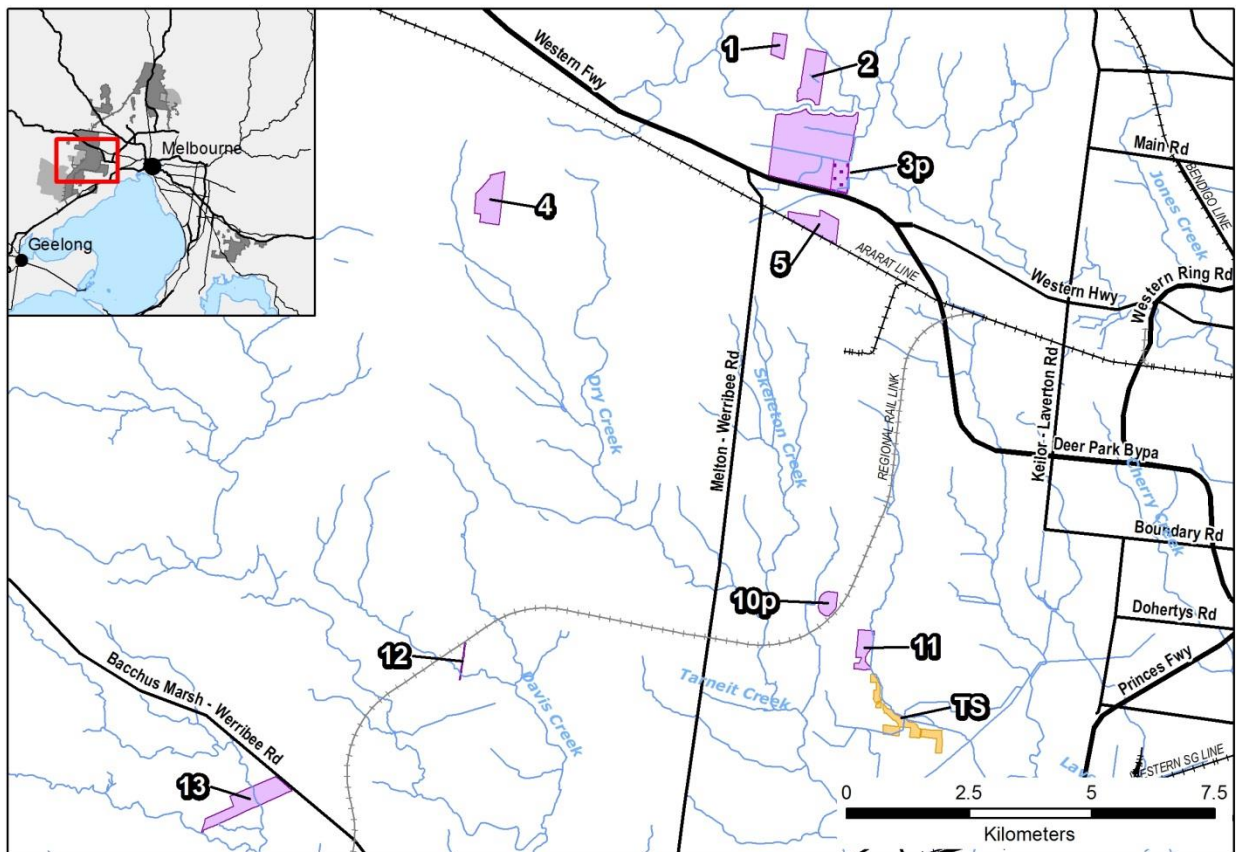 Melbourne
Geelong
Western Fwy
1
2
Main Rd
BENDIGO LINE
Jones Creek
3p
4
5
ARARAT LINE
Western Hwy
Western Ring Rd
Dry Creek
Melton - Werribee Rd
Skeleton Creek
REGIONAL RAIL LINK
Keilor - Laverton Rd
Deer Park Bypa
Cherry Creek
Boundary Rd
10p
Dohertys Rd
12
11
Princes Fwy
Bacchus Marsh - Werribee Rd
Davis Creek
Tarneit Creek
TS
13
WESTERN SG LINE
0 2.5 5 7.5
Kilometers